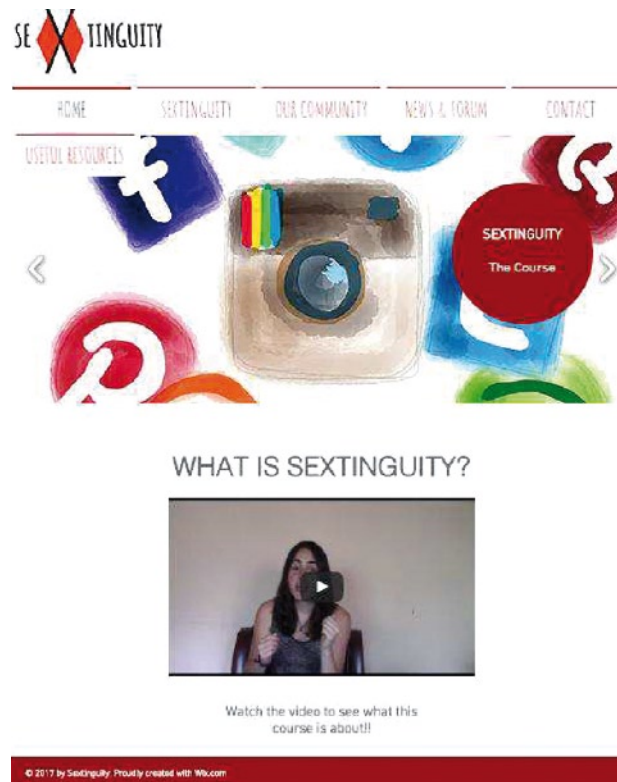 SEXTINGUITY
HOME SEXTINGUITY OUR COMMUNITY NEWS & FORUM CONTACT
USEFUL RESOURCES
SEXTINGUITY
The Course
WHAT IS SEXTINGUITY?
Watch the video to see what this
course is about!!
© 2017 by Sextinguity. Proudly created with Wix.com